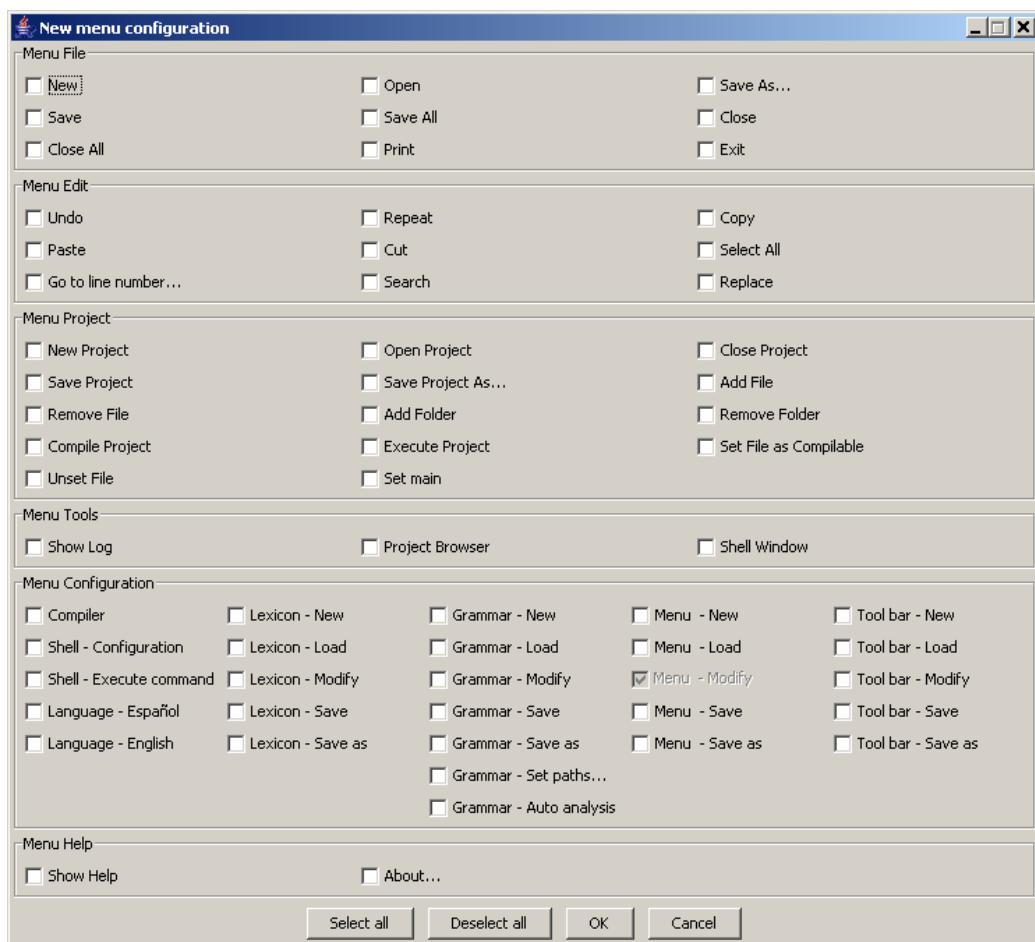 New menu configuration
Menu File
New Open Save As...
Save Save All Close
Close All Print Exit
Menu Edit
Undo Repeat Copy
Paste Cut Select All
Go to line number... Search Replace
Menu Project
New Project Open Project Close Project
Save Project Save Project As... Add File
Remove File Add Folder Remove Folder
Compile Project Execute Project Set File as Compilable
Unset File Set main
Menu Tools
Show Log Project Browser Shell Window
Menu Configuration
Compiler Lexicon - New Grammar - New Menu - New Tool bar - New
Shell - Configuration Lexicon - Load Grammar - Load Menu - Load Tool bar - Load
Shell - Execute command Lexicon - Modify Grammar - Modify Menu - Modify Tool bar - Modify
Language - Español Lexicon - Save Grammar - Save Menu - Save Tool bar - Save
Language - English Lexicon - Save as Grammar - Save as Menu - Save as Tool bar - Save as
Grammar - Set paths...
Grammar - Auto analysis
Menu Help
Show Help About...
Select all Deselect all OK Cancel